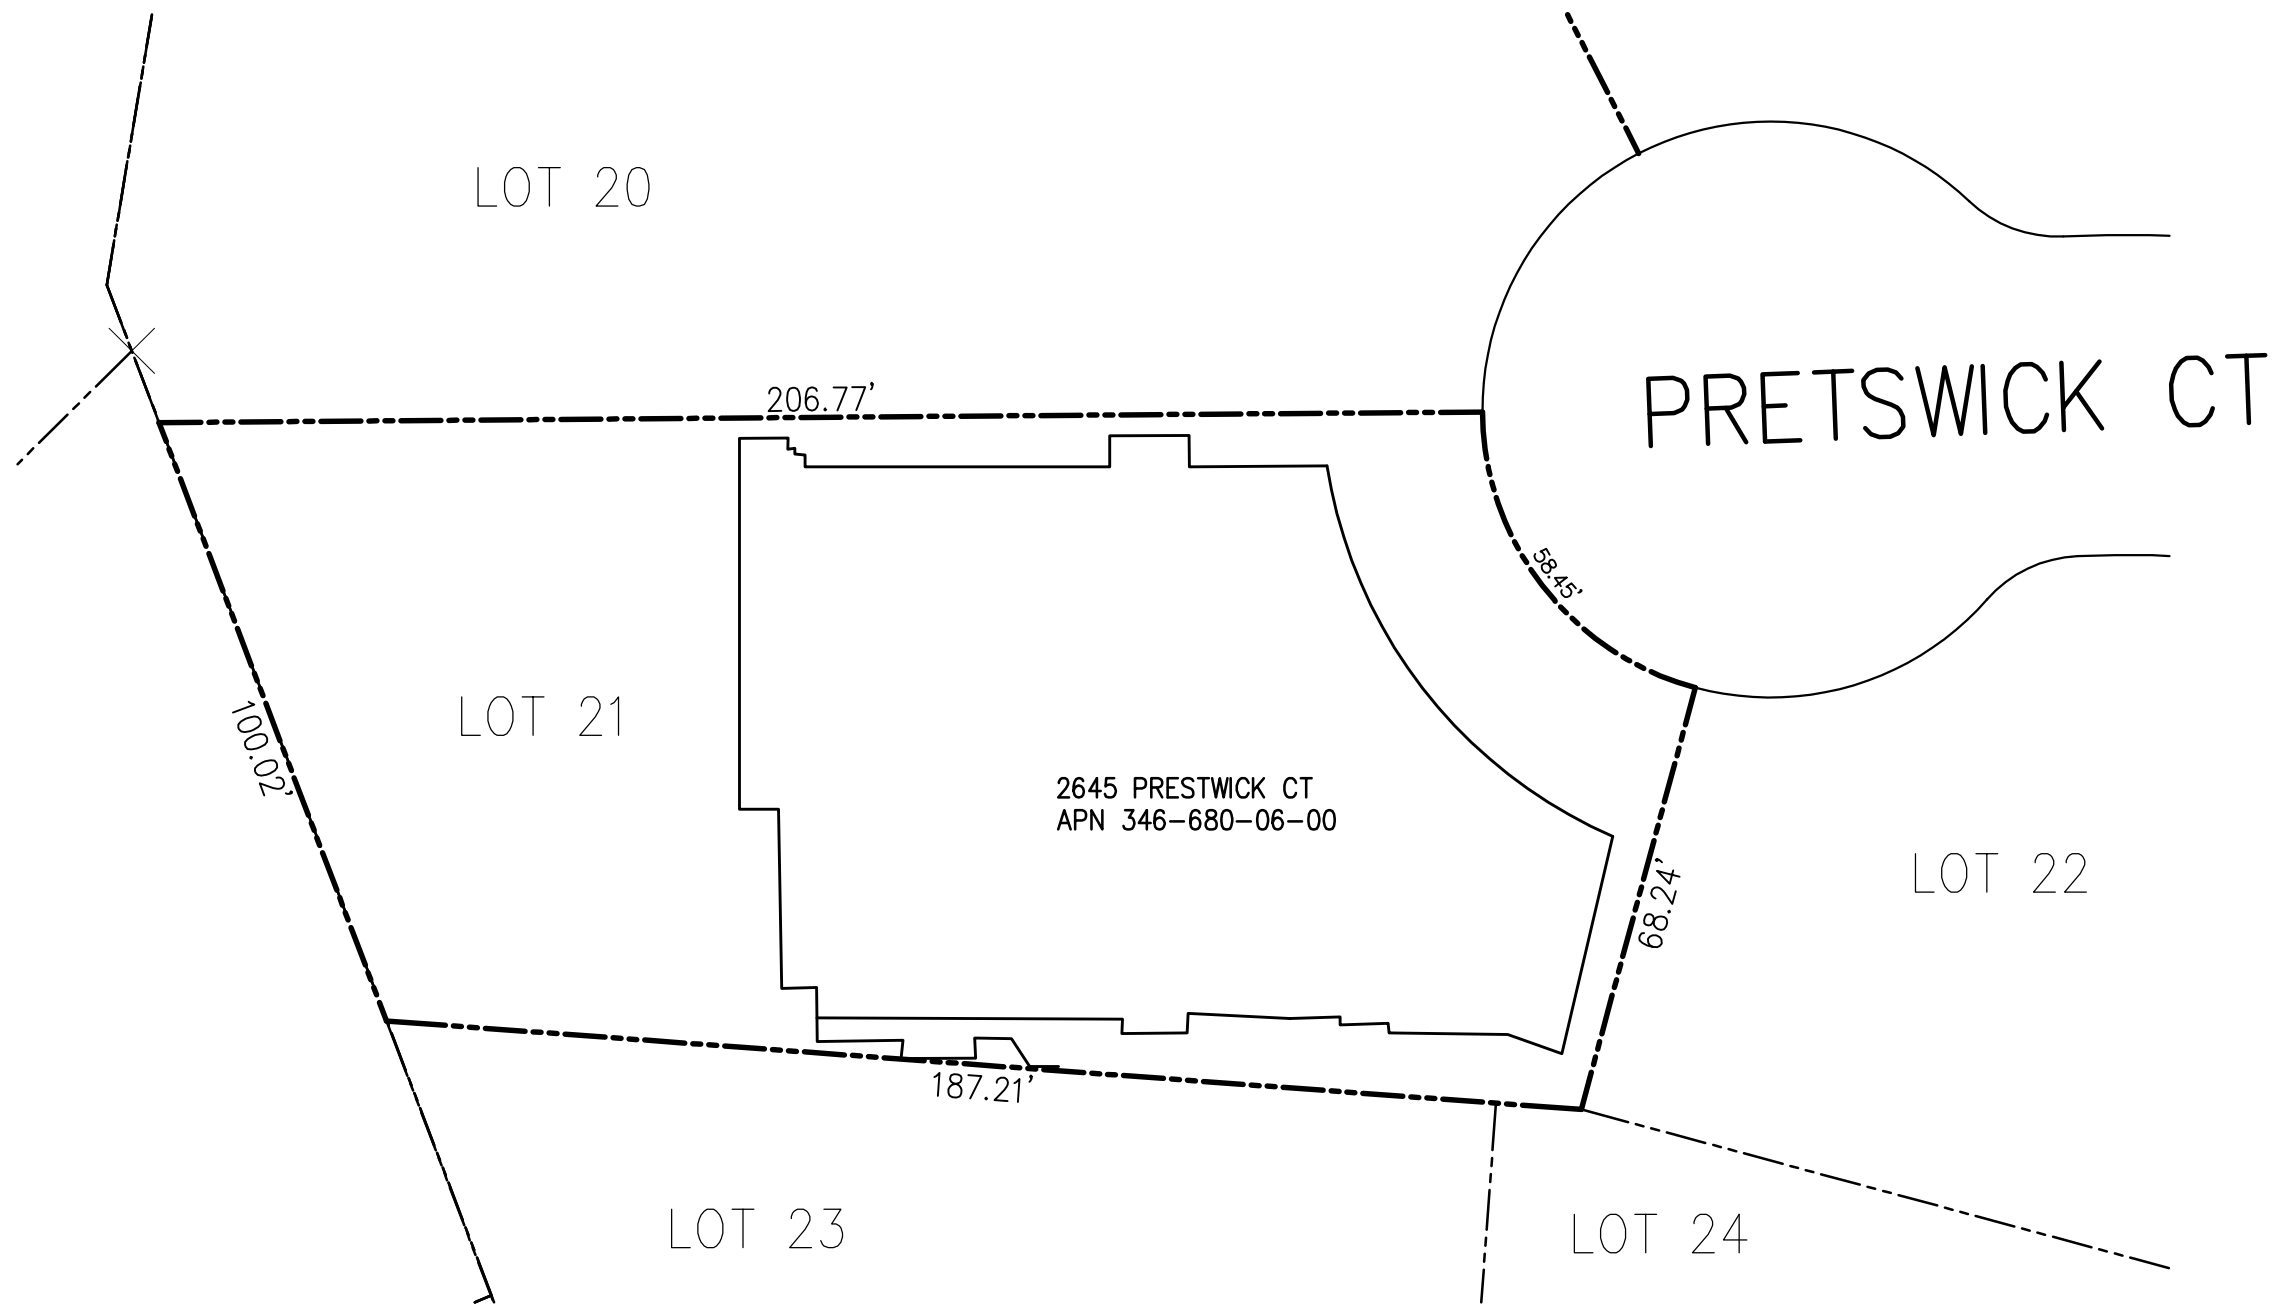 LOT 20
PRETSWICK CT
206.77'
58.45'
LOT 21
100.02'
2645 PRESTWICK CT
APN 346-680-06-00
68.24'
LOT 22
187.21'
LOT 23
LOT 24